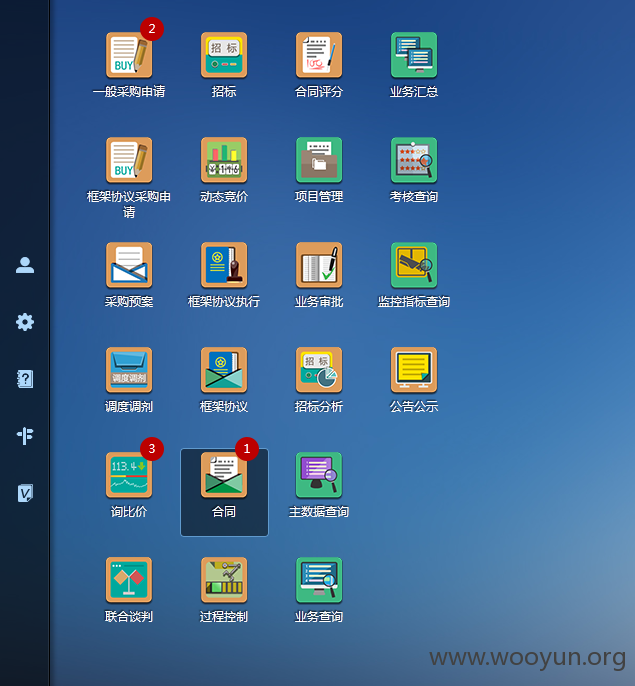 2
BUY
一般采购申请
招 标
招标
合同评分
业务汇总
BUY
框架协议采购申
请
¥146
动态竞价
项目管理
考核查询
采购预案
框架协议执行
业务审批
监控指标查询
调度调剂
调度调剂
框架协议
招 标
招标分析
公告公示
3
113.4
询比价
1
合同
主数据查询
联合谈判
过程控制
业务查询
?
V
www.wooyun.org